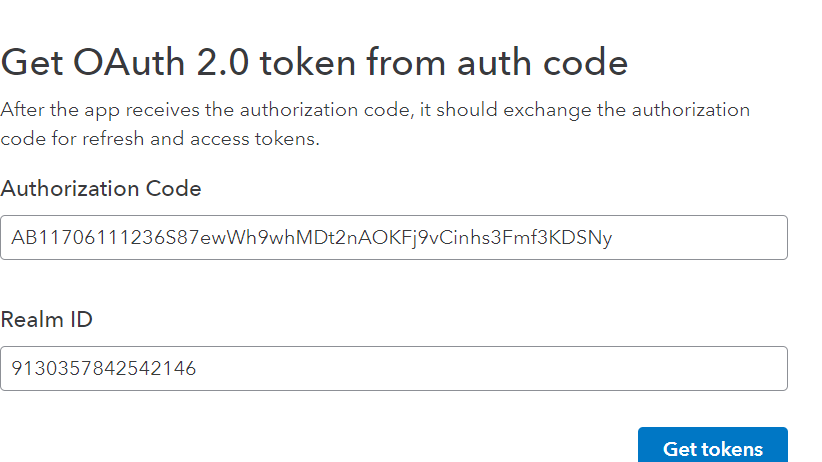 Get OAuth 2.0 token from auth code
After the app receives the authorization code, it should exchange the authorization
code for refresh and access tokens.
Authorization Code
AB11706111236S87ewWh9whMDt2nAOKFj9vCinhs3Fmf3KDSNy
Realm ID
9130357842542146
Get tokens